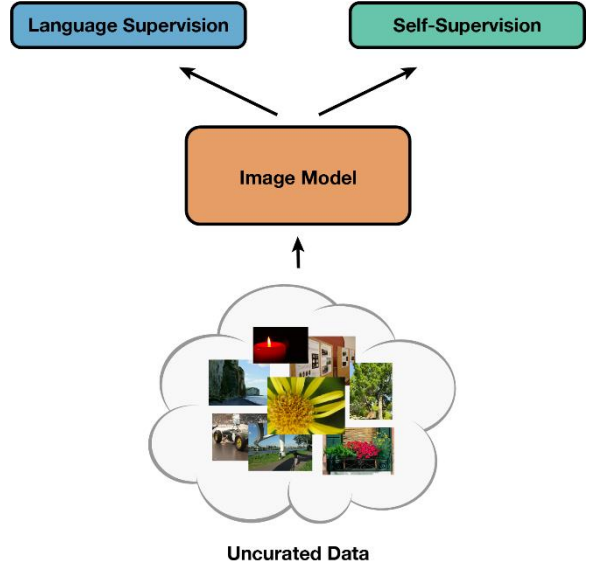 Language Supervision
Self-Supervision
Image Model
Uncurated Data